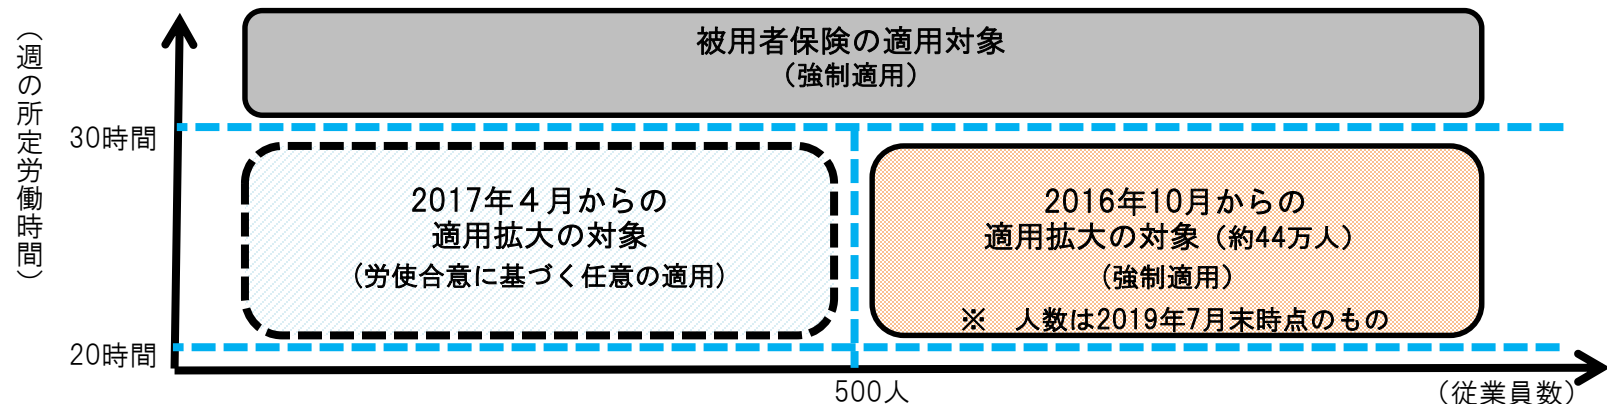 （週の所定労働時間）
被用者保険の適用対象
（強制適用）
30時間
2017年４月からの
適用拡大の対象
（労使合意に基づく任意の適用）
2016年10月からの
適用拡大の対象（約44万人）
（強制適用）
※　人数は2019年7月末時点のもの
20時間
500人
（従業員数）